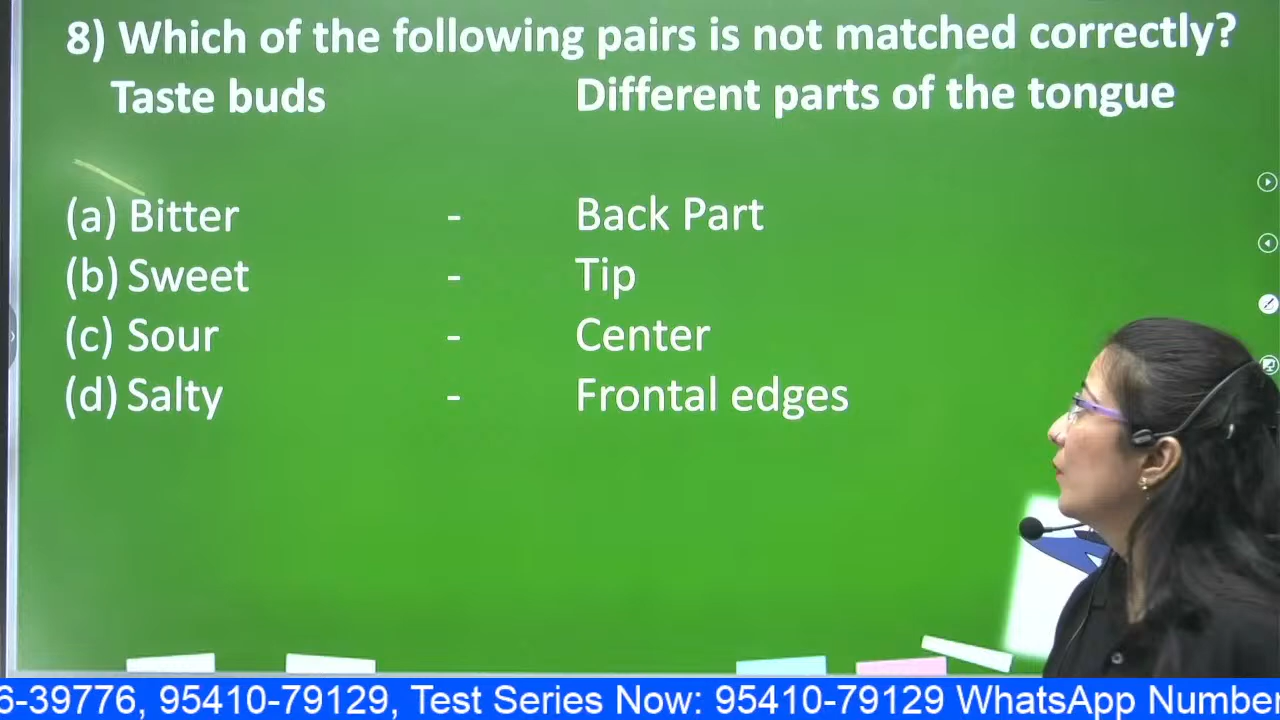 8) Which of the following pairs is not matched correctly?
Taste buds Different parts of the tongue
(a) Bitter - Back Part
(b) Sweet - Tip
(c) Sour - Center
(d) Salty - Frontal edges
6-39776, 95410-79129, Test Series Now: 95410-79129 WhatsApp Number